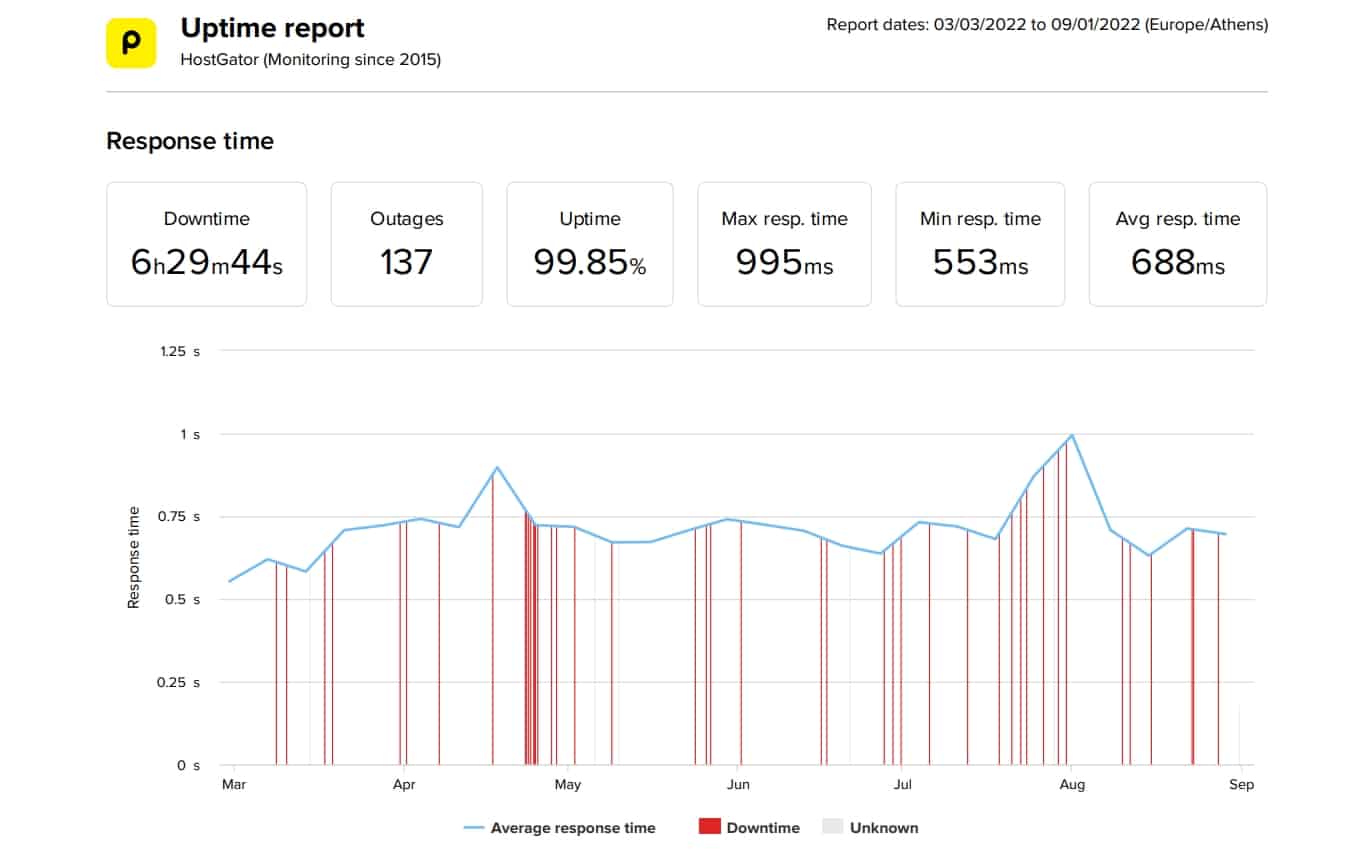 Uptime report
HostGator (Monitoring since 2015)
Report dates: 03/03/2022 to 09/01/2022 (Europe/Athens)
Response time
Downtime
6h29m44s
Outages
137
Uptime
99.85%
Max resp. time
995ms
Min resp. time
553ms
Avg resp. time
688ms
Response time
1.25 s
1 s
0.75 s
0.5 s
0.25 s
0 s
Mar Apr May Jun Jul Aug Sep
Average response time Downtime Unknown